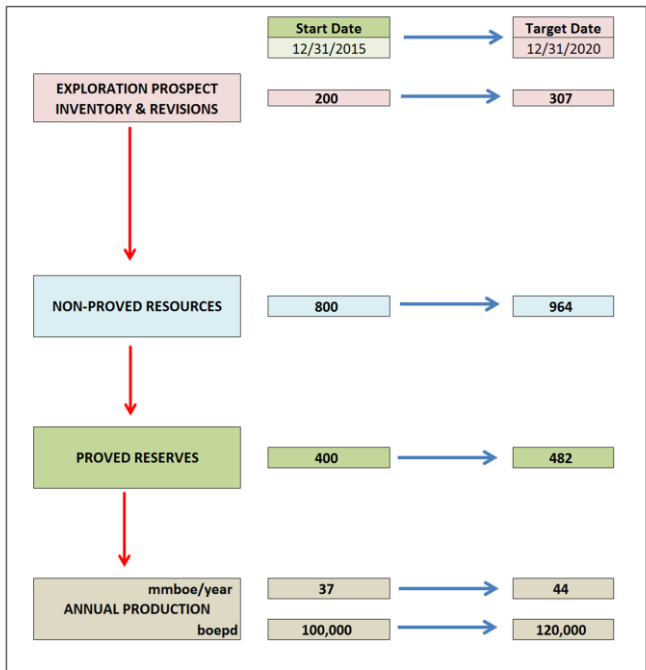 Start Date
Target Date
12/31/2015
12/31/2020
EXPLORATION PROSPECT
INVENTORY & REVISIONS
200
307
NON-PROVED RESOURCES
800
964
PROVED RESERVES
400
482
mmboe/year
37
44
ANNUAL PRODUCTION
boepd
100,000
120,000